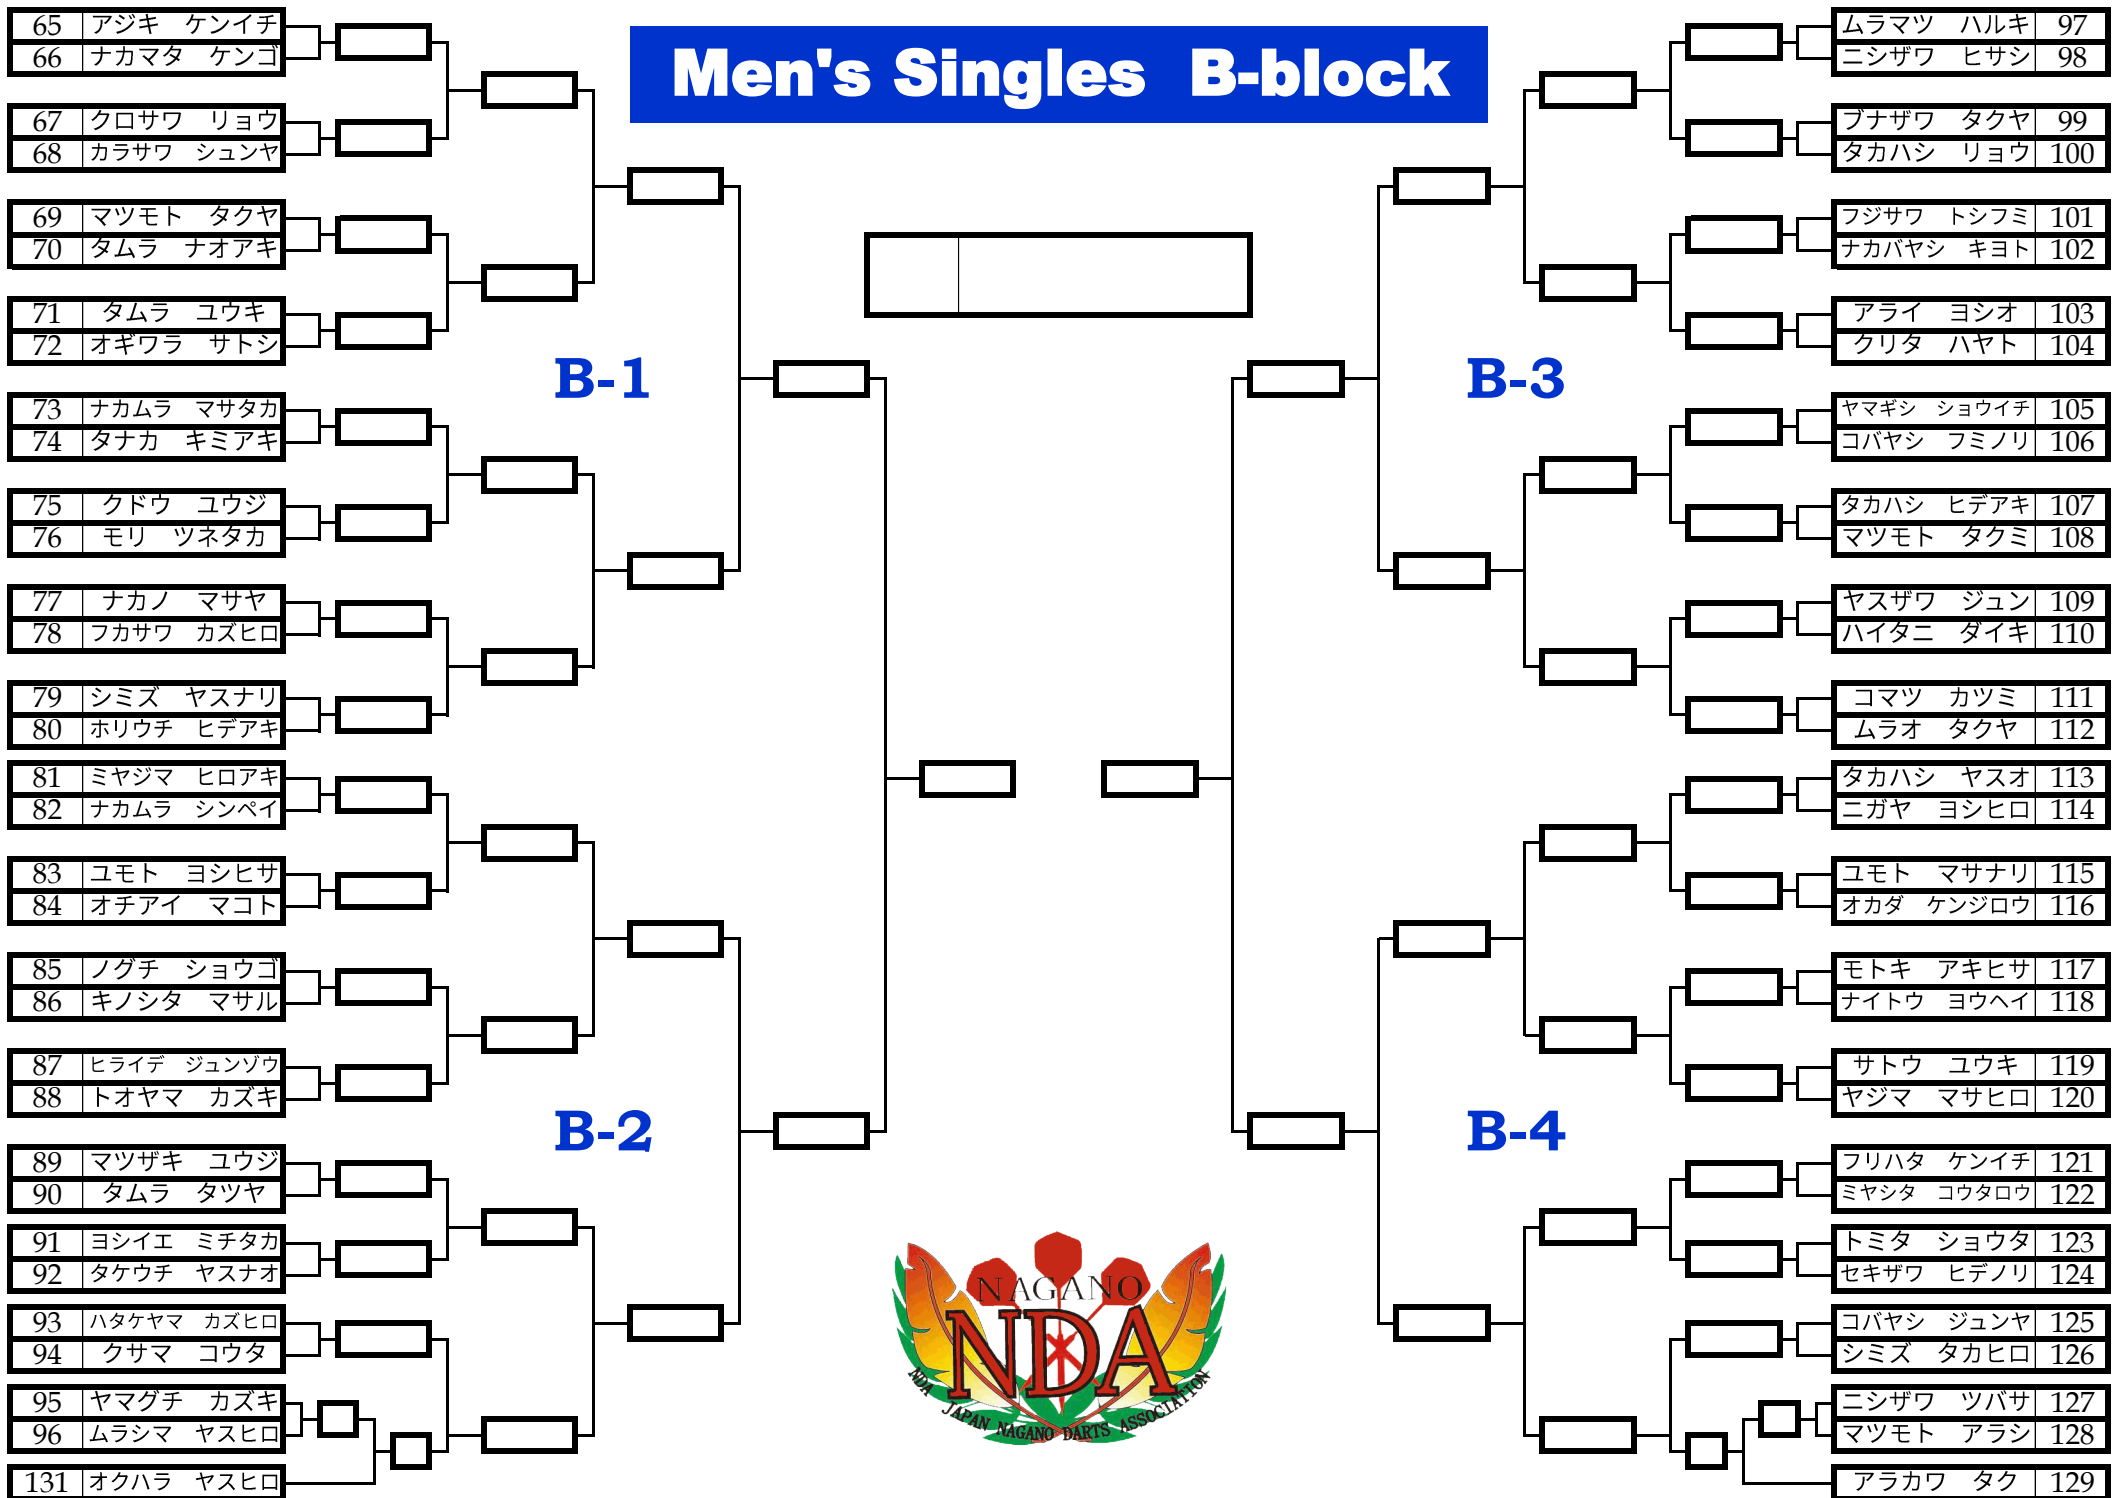 Men's Singles B-block
65 アジキ ケンイチ
66 ナカマタ ケンゴ
67 クロサワ リョウ
68 カラサワ シュンヤ
69 マツモト タクヤ
70 タムラ ナオアキ
71 タムラ ユウキ
72 オギワラ サトシ
B-1
73 ナカムラ マサタカ
74 タナカ キミアキ
75 クドウ ユウジ
76 モリ ツネタカ
77 ナカノ マサヤ
78 フカサワ カズヒロ
79 シミズ ヤスナリ
80 ホリウチ ヒデアキ
81 ミヤジマ ヒロアキ
82 ナカムラ シンペイ
83 ユモト ヨシヒサ
84 オチアイ マコト
85 ノグチ ショウゴ
86 キノシタ マサル
87 ヒライデ ジュンゾウ
88 トオヤマ カズキ
B-2
89 マツザキ ユウジ
90 タムラ タツヤ
91 ヨシイエ ミチタカ
92 タケウチ ヤスナオ
93 ハタケヤマ カズヒロ
94 クサマ コウタ
95 ヤマグチ カズキ
96 ムラシマ ヤスヒロ
131 オクハラ ヤスヒロ
ムラマツ ハルキ 97
ニシザワ ヒサシ 98
ブナザワ タクヤ 99
タカハシ リョウ 100
フジサワ トシフミ 101
ナカバヤシ キヨト 102
アライ ヨシオ 103
クリタ ハヤト 104
B-3
ヤマギシ ショウイチ 105
コバヤシ フミノリ 106
タカハシ ヒデアキ 107
マツモト タクミ 108
ヤスザワ ジュン 109
ハイタニ ダイキ 110
コマツ カツミ 111
ムラオ タクヤ 112
タカハシ ヤスオ 113
ニガヤ ヨシヒロ 114
ユモト マサナリ 115
オカダ ケンジロウ 116
モトキ アキヒサ 117
ナイトウ ヨウヘイ 118
サトウ ユウキ 119
ヤジマ マサヒロ 120
B-4
フリハタ ケンイチ 121
ミヤシタ コウタロウ 122
トミタ ショウタ 123
セキザワ ヒデノリ 124
コバヤシ ジュンヤ 125
シミズ タカヒロ 126
ニシザワ ツバサ 127
マツモト アラシ 128
アラカワ タク 129
NAGANO
NDA
NDA JAPAN NAGANO DARTS ASSOCIATION